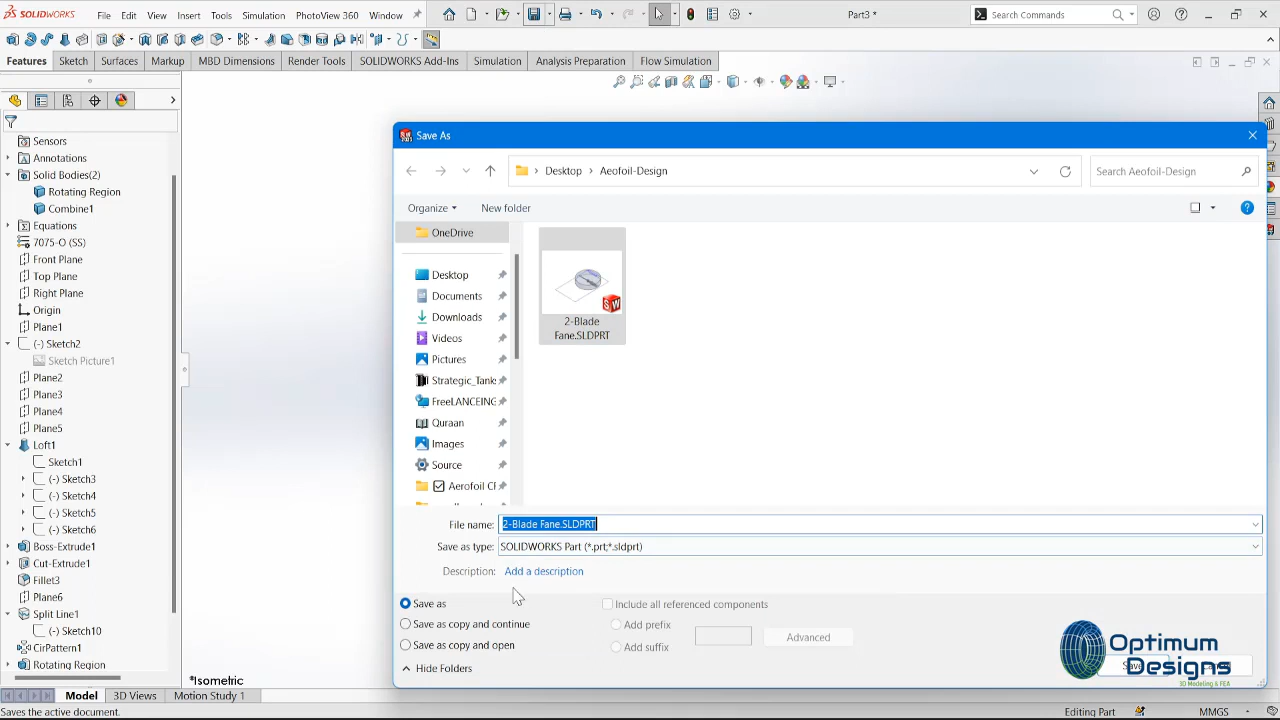 SOLIDWORKS File Edit View Insert Tools Simulation PhotoView 360 Window Part3 * Search Commands
Features Sketch Surfaces Markup MBD Dimensions Render Tools SOLIDWORKS Add-Ins Simulation Analysis Preparation Flow Simulation
Sensors
Annotations
Solid Bodies(2)
Rotating Region
Combine1
Equations
7075-O (SS)
Front Plane
Top Plane
Right Plane
Origin
Plane1
(-) Sketch2
Sketch Picture1
Plane2
Plane3
Plane4
Plane5
Loft1
Sketch1
(-) Sketch3
(-) Sketch4
(-) Sketch5
(-) Sketch6
Boss-Extrude1
Cut-Extrude1
Fillet3
Plane6
Split Line1
(-) Sketch10
CirPattern1
Rotating Region
Save As
Desktop Aeofoil-Design
Search Aeofoil-Design
Organize New folder
OneDrive
Desktop
Documents
Downloads
Videos
Pictures
Strategic_Tank
FreeLANCEING
Quraan
Images
Source
Aerofoil CF
2-Blade
Fane.SLDPRT
File name: 2-Blade Fane.SLDPRT
Save as type: SOLIDWORKS Part (*.prt;*.sldprt)
Description: Add a description
Save as
Save as copy and continue
Save as copy and open
Include all referenced components
Add prefix
Add suffix
Advanced
Hide Folders
Optimum
Designs
3D Modeling & FEA
*Isometric
Model 3D Views Motion Study 1
Saves the active document. Editing Part MMGS